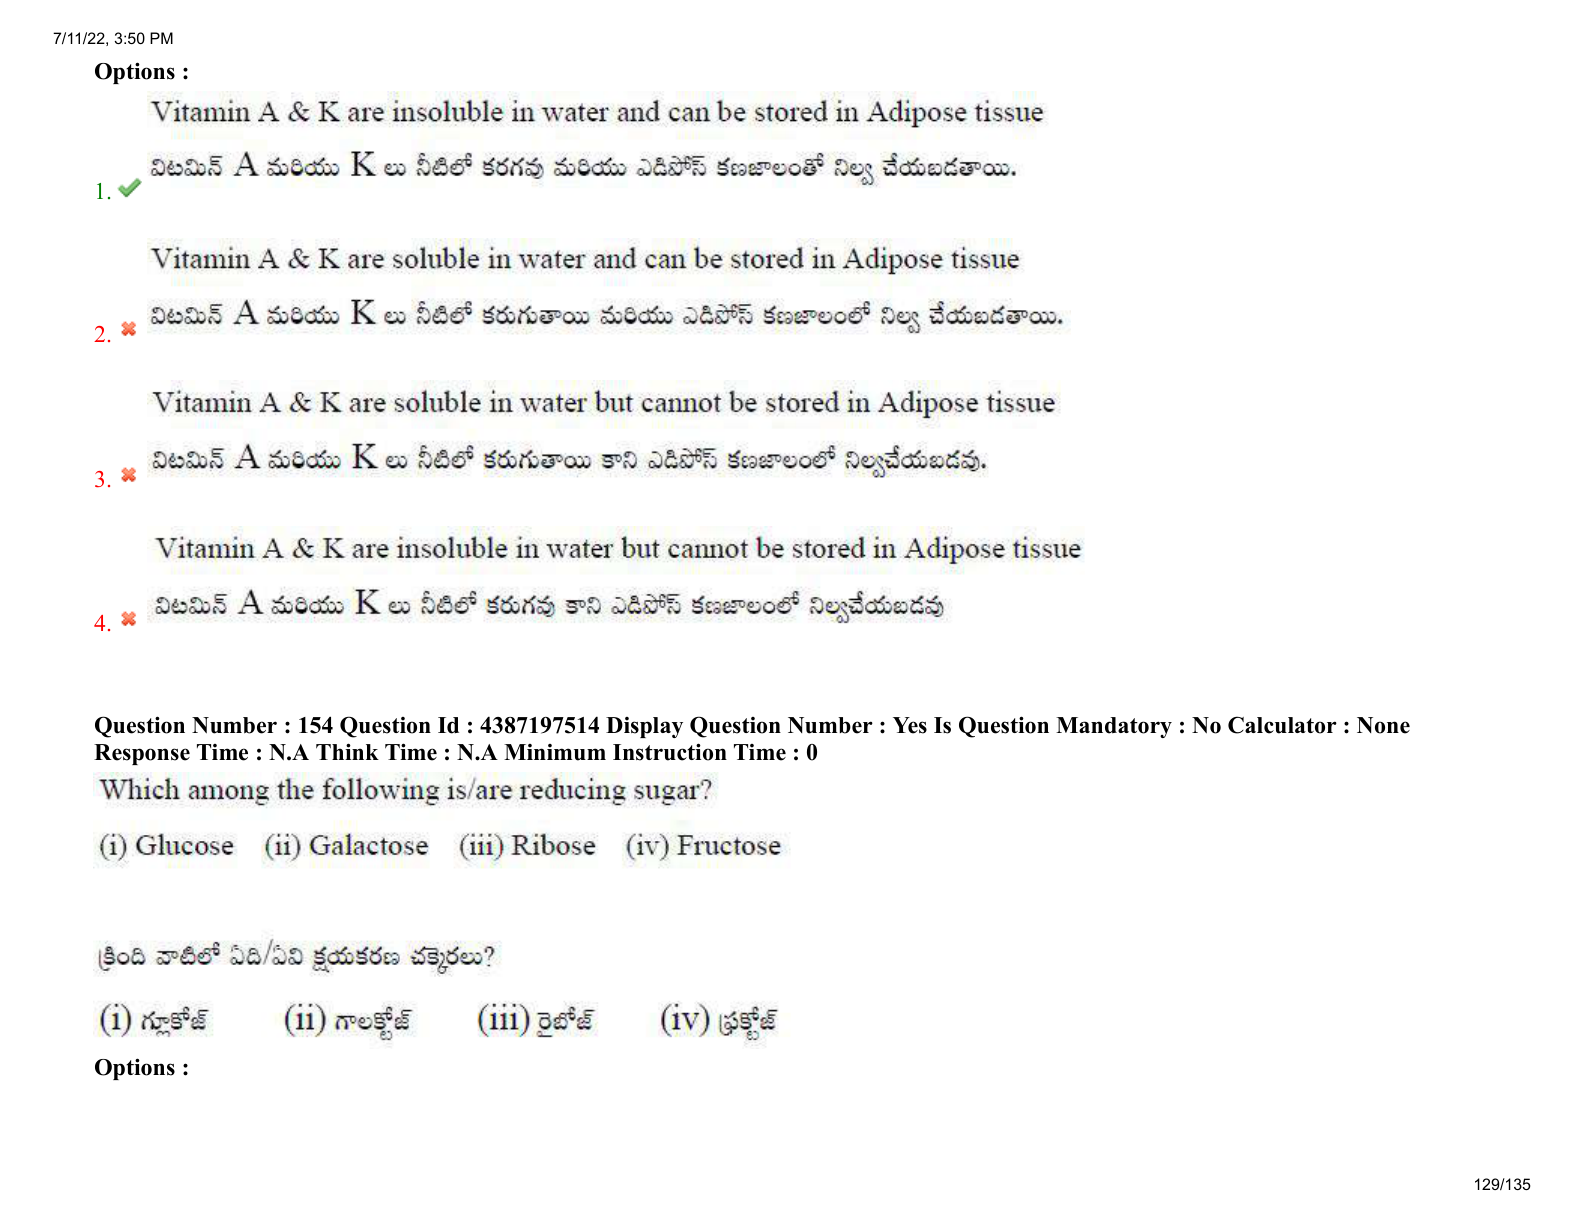 7/11/22, 3:50 PM
Options :
Vitamin A & K are insoluble in water and can be stored in Adipose tissue
విటమిన్ A మరియు K లు నీటిలో కరగవు మరియు ఎడిపోస్ కణజాలంతో నిల్వ చేయబడతాయి.
1.
Vitamin A & K are soluble in water and can be stored in Adipose tissue
విటమిన్ A మరియు K లు నీటిలో కరుగుతాయి మరియు ఎడిపోస్ కణజాలంలో నిల్వ చేయబడతాయి.
2.
Vitamin A & K are soluble in water but cannot be stored in Adipose tissue
విటమిన్ A మరియు K లు నీటిలో కరుగుతాయి కాని ఎడిపోస్ కణజాలంలో నిల్వచేయబడవు.
3.
Vitamin A & K are insoluble in water but cannot be stored in Adipose tissue
విటమిన్ A మరియు K లు నీటిలో కరుగవు కాని ఎడిపోస్ కణజాలంలో నిల్వచేయబడవు
4.
Question Number : 154 Question Id : 4387197514 Display Question Number : Yes Is Question Mandatory : No Calculator : None
Response Time : N.A Think Time : N.A Minimum Instruction Time : 0
Which among the following is/are reducing sugar?
(i) Glucose (ii) Galactose (iii) Ribose (iv) Fructose
క్రింది వాటిలో ఏది/ఏవి క్షయకరణ చక్కెరలు?
(i) గ్లూకోజ్ (ii) గాలక్టోజ్ (iii) రైబోజ్ (iv) ఫ్రక్టోజ్
Options :
129/135